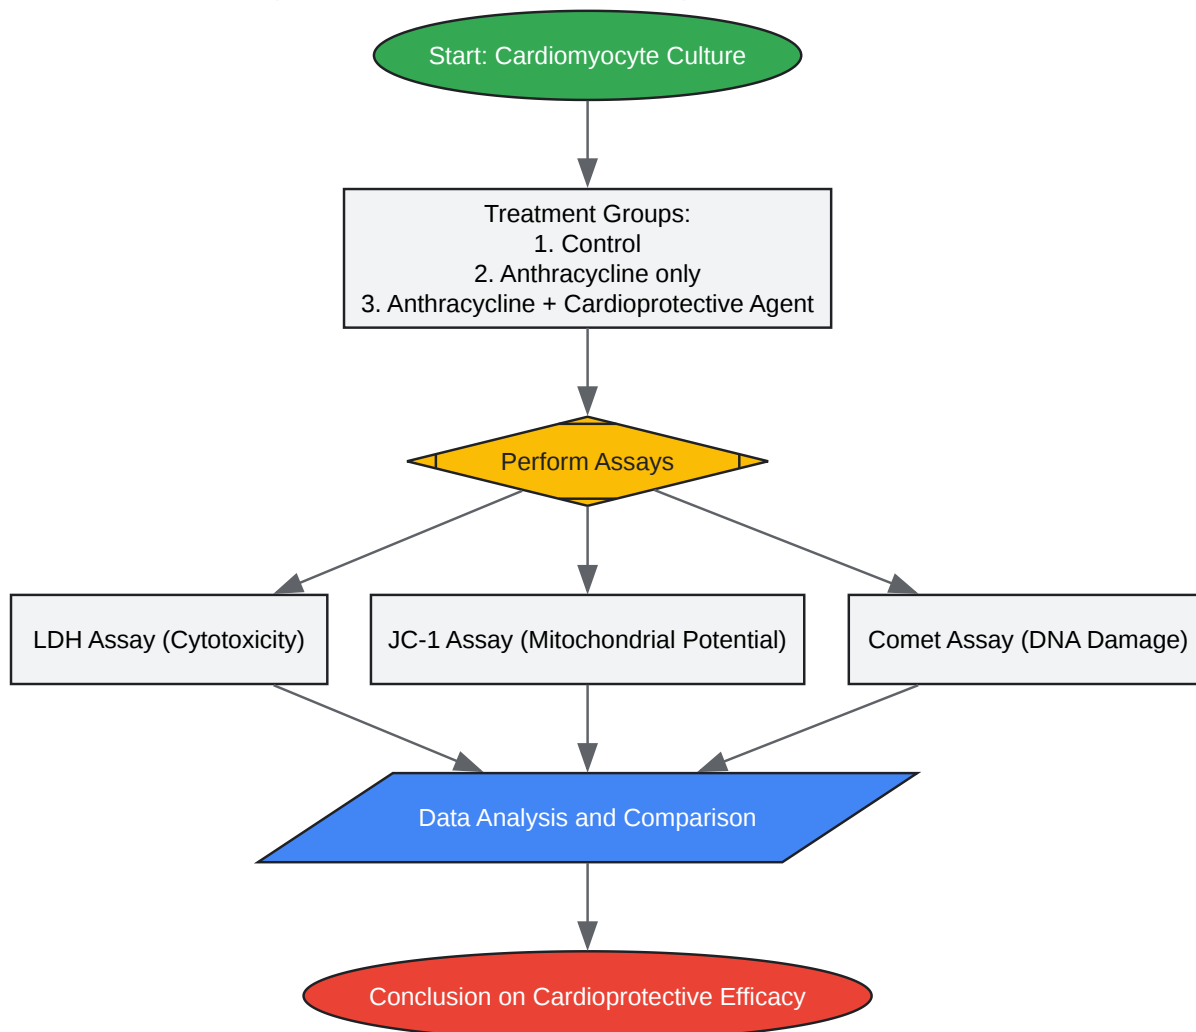 Start: Cardiomyocyte Culture
Treatment Groups:
1. Control
2. Anthracycline only
3. Anthracycline + Cardioprotective Agent
Perform Assays
LDH Assay (Cytotoxicity)
JC-1 Assay (Mitochondrial Potential)
Comet Assay (DNA Damage)
Data Analysis and Comparison
Conclusion on Cardioprotective Efficacy